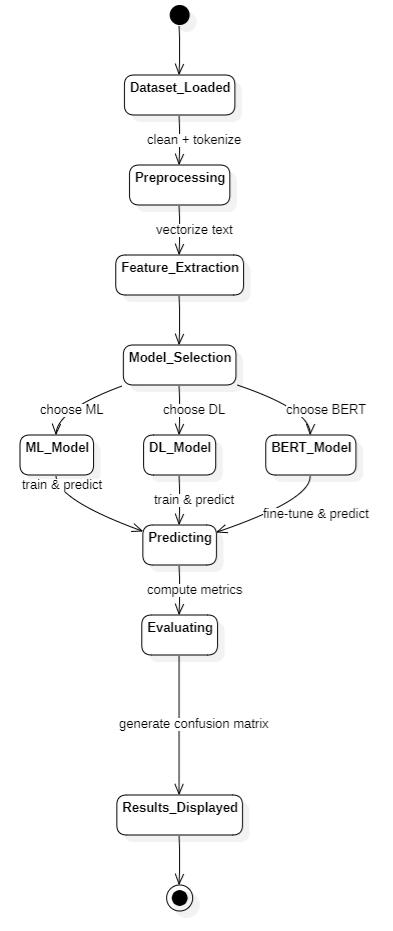 Dataset_Loaded
clean + tokenize
Preprocessing
vectorize text
Feature_Extraction
Model_Selection
choose ML
choose DL
choose BERT
ML_Model
DL_Model
BERT_Model
train & predict
train & predict
fine-tune & predict
Predicting
compute metrics
Evaluating
generate confusion matrix
Results_Displayed